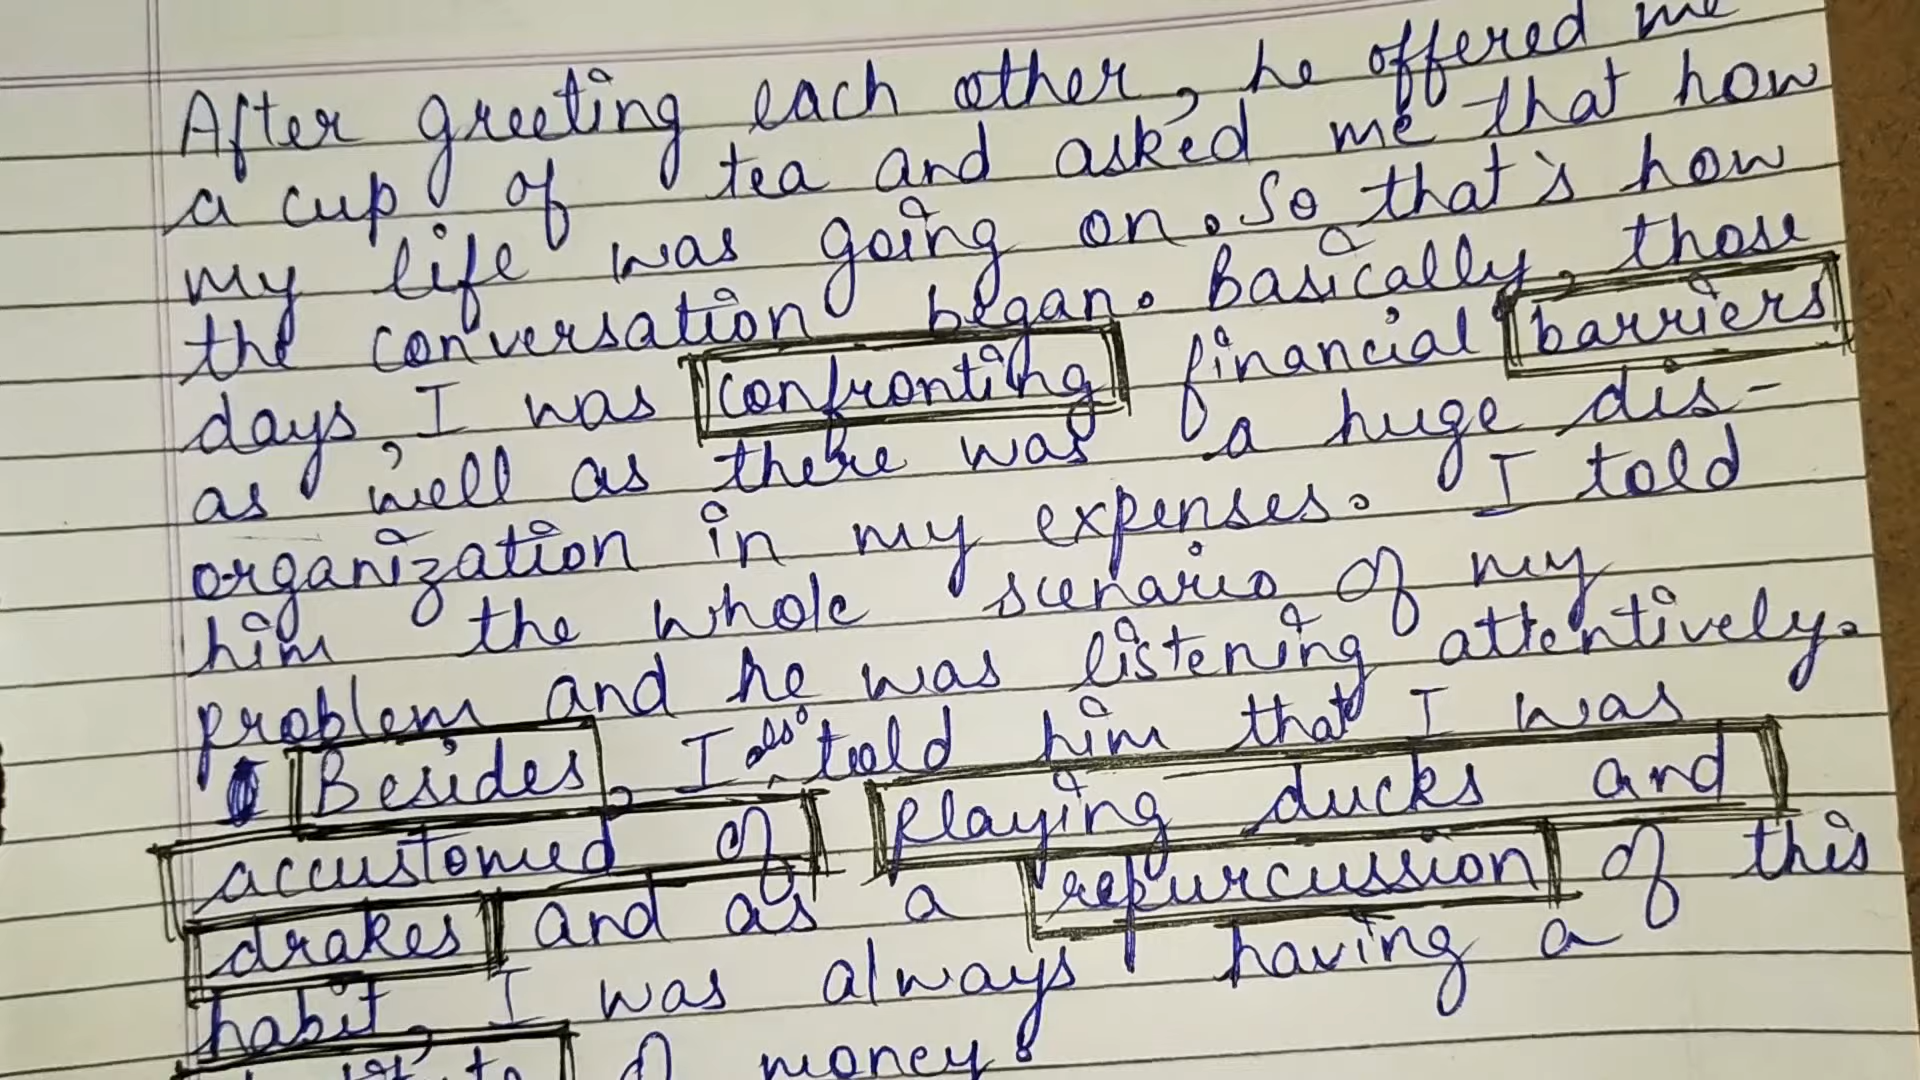 After greeting each other, he offered me
a cup of tea and asked me that how
my life was going on. So that's how
the conversation began. Basically, those
days, I was confronting financial barriers
as well as there was a huge dis-
organization in my expenses. I told
him the whole scenario of my
problem and he was listening attentively.
Besides, I also told him that I was
accustomed of playing ducks and
drakes and as a repurcussion of this
habit, I was always having a
of money.